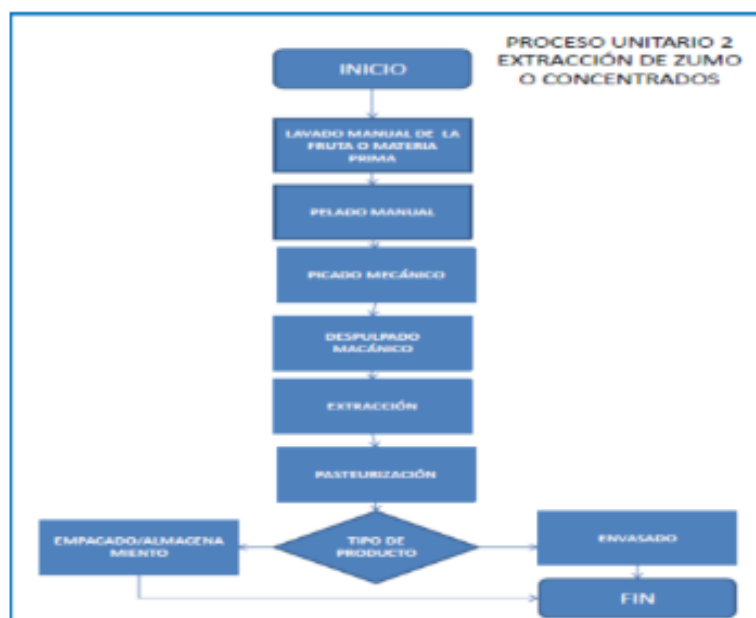 PROCESO UNITARIO 2
EXTRACCIÓN DE ZUMO
O CONCENTRADOS
INICIO
LAVADO MANUAL DE LA
FRUTA O MATERIA
PRIMA
PELADO MANUAL
PICADO MECÁNICO
DESPULPADO
MACÁNICO
EXTRACCIÓN
PASTEURIZACIÓN
EMPACADO/ALMACENA
MIENTO
TIPO DE
PRODUCTO
ENVASADO
FIN